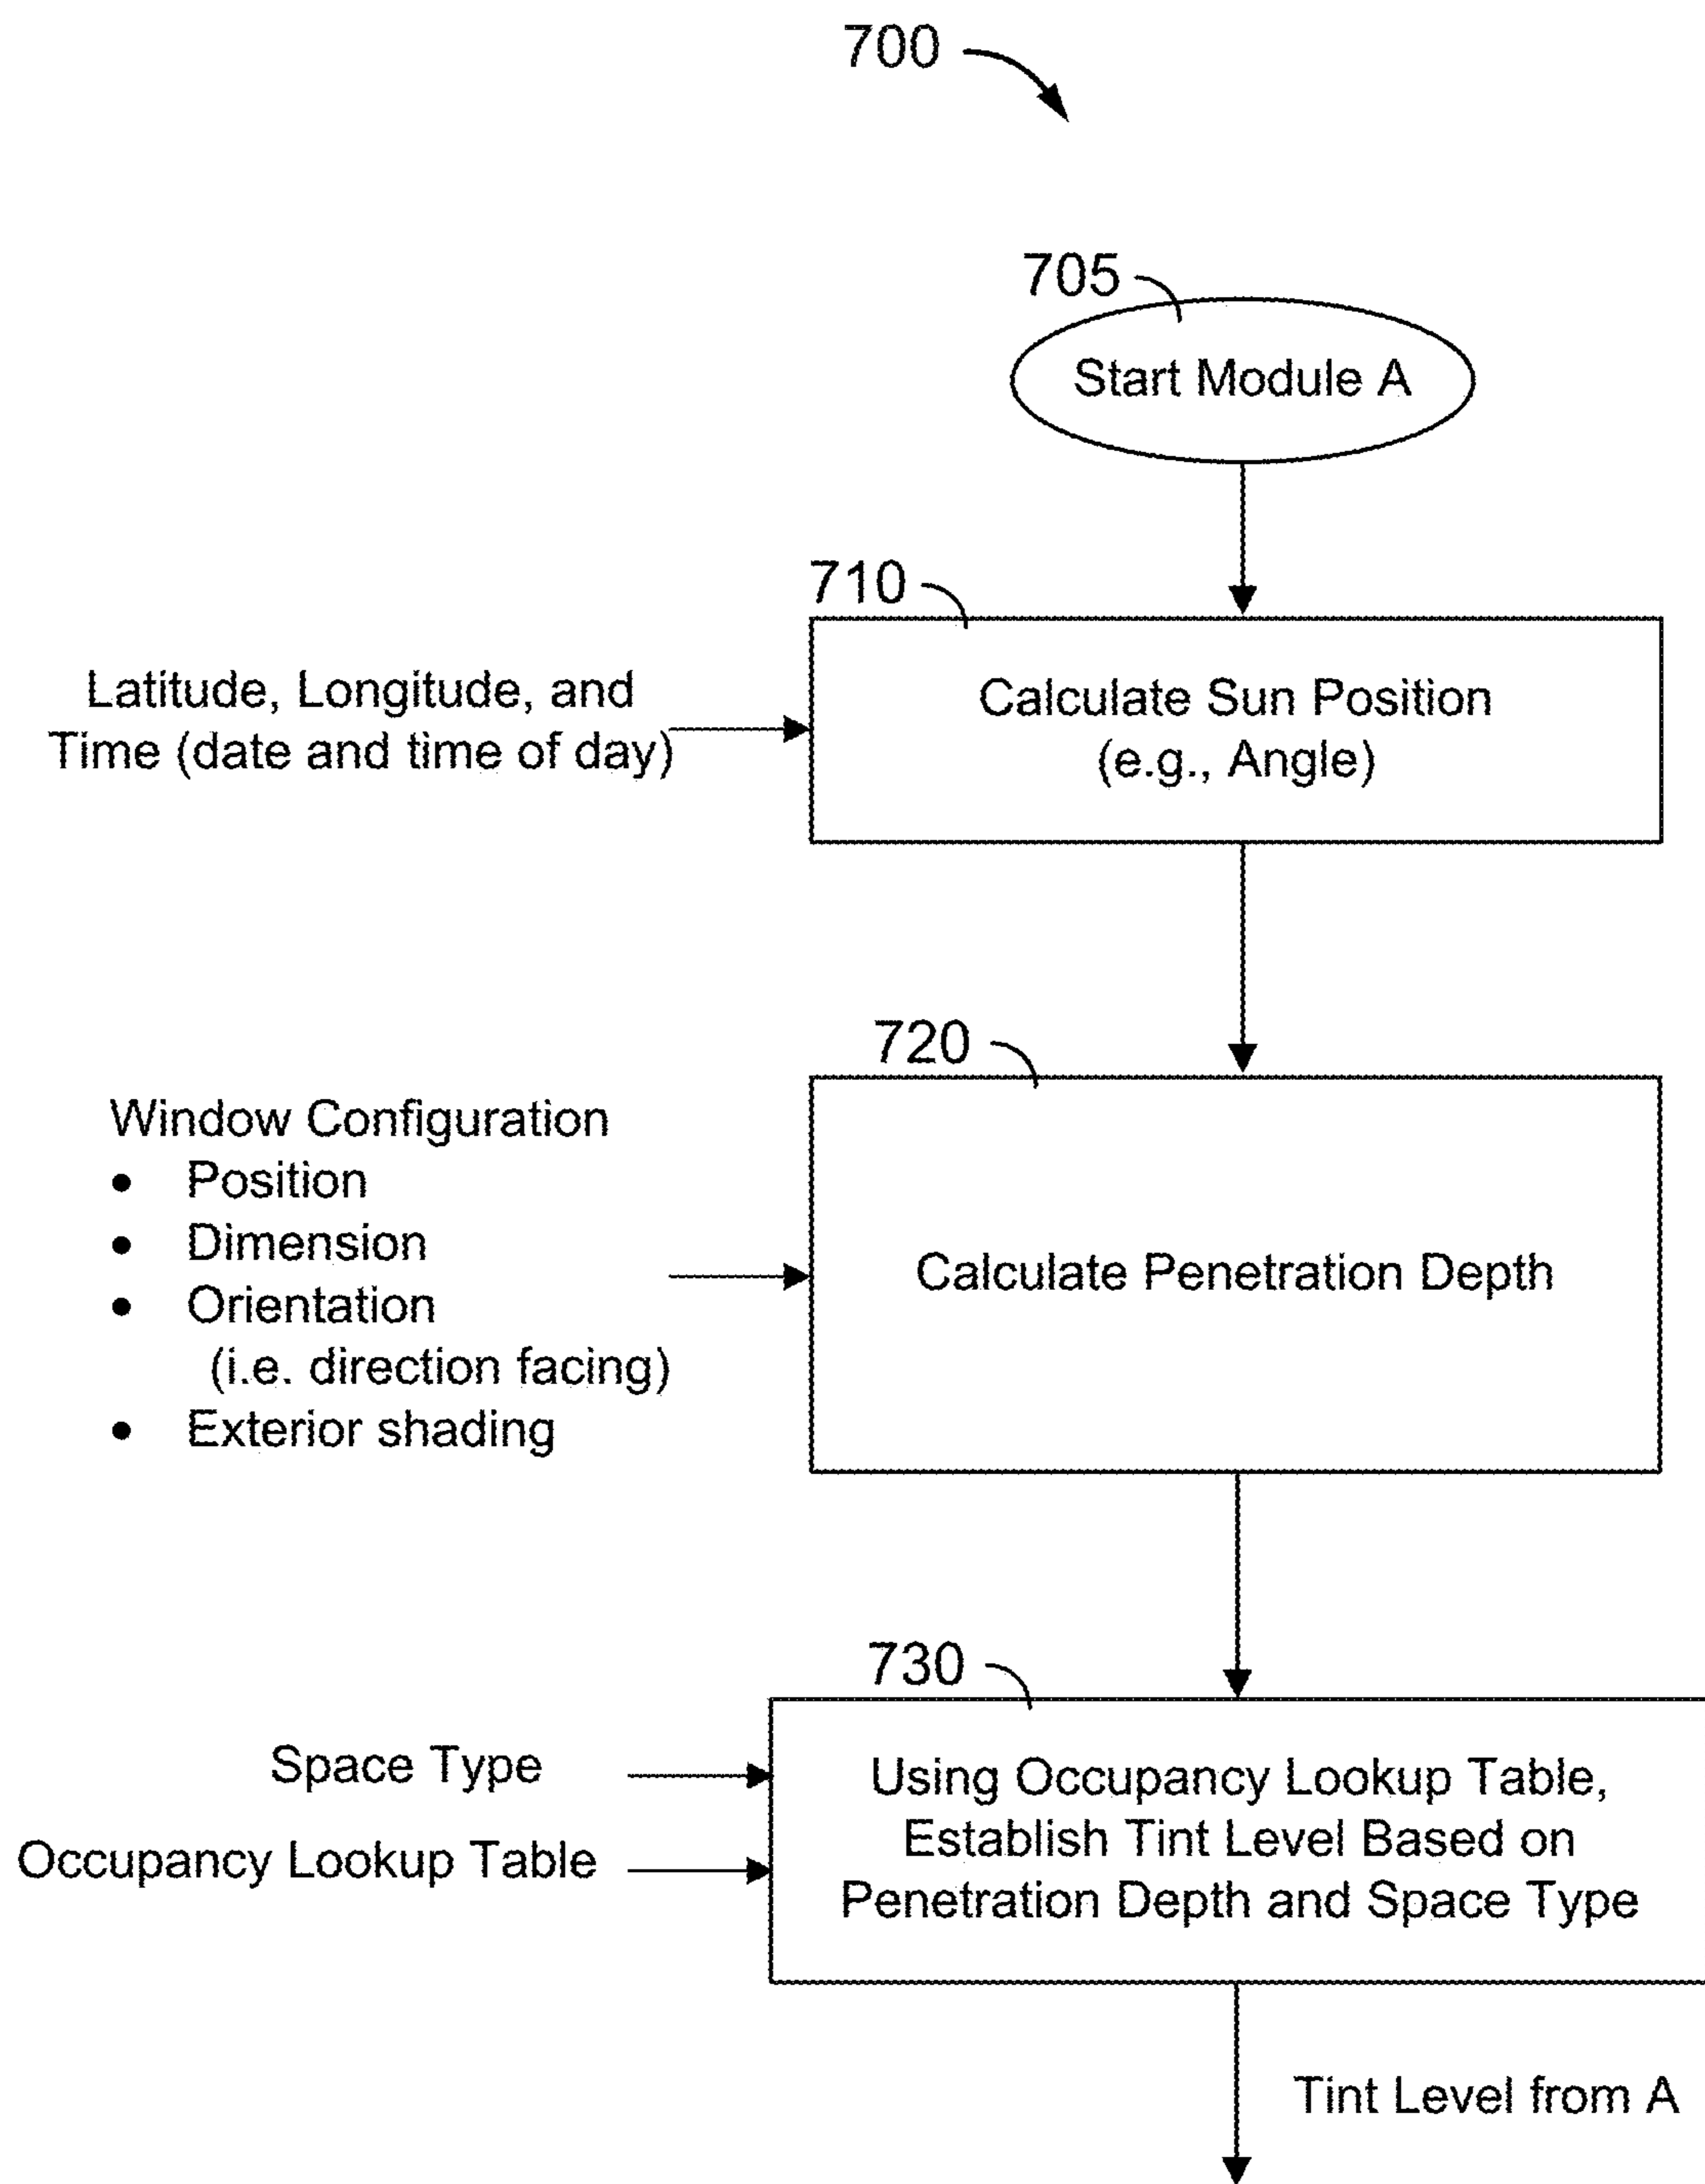 700
705
Start Module A
710
Latitude, Longitude, and
Time (date and time of day)
Calculate Sun Position
(e.g., Angle)
720
Window Configuration
• Position
• Dimension
• Orientation
(i.e. direction facing)
• Exterior shading
Calculate Penetration Depth
730
Space Type
Occupancy Lookup Table
Using Occupancy Lookup Table,
Establish Tint Level Based on
Penetration Depth and Space Type
Tint Level from A